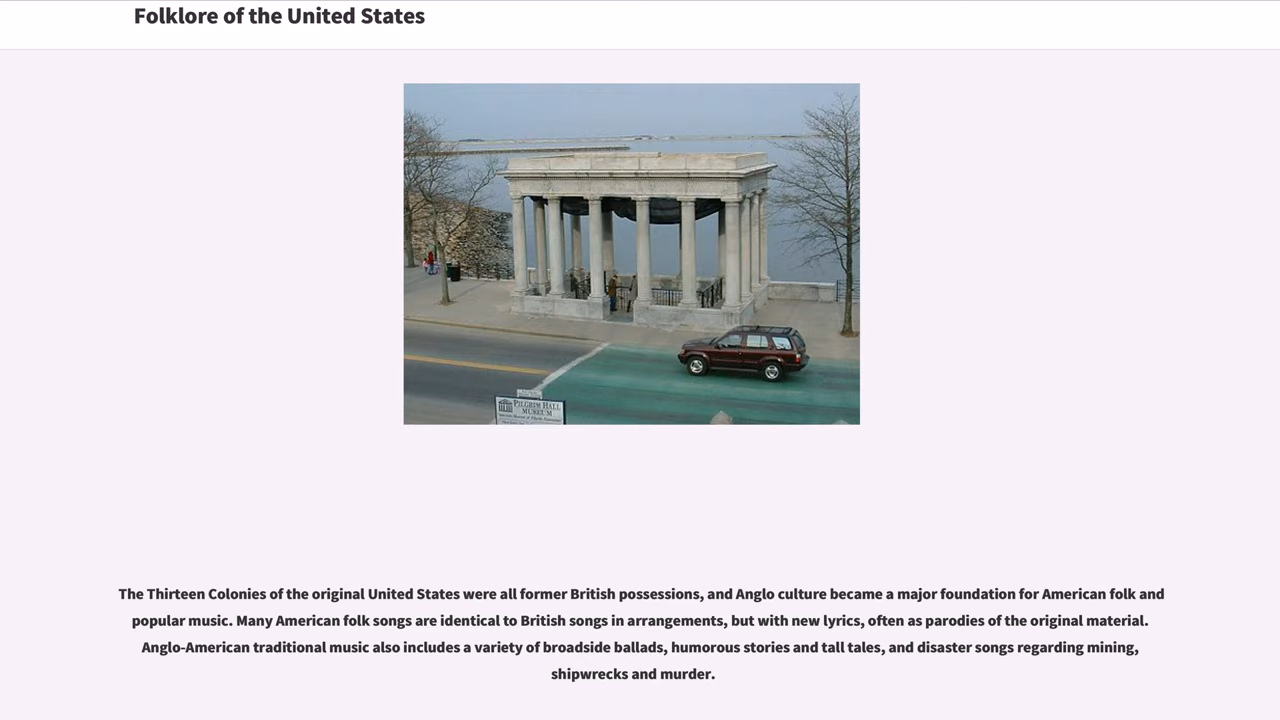 Folklore of the United States
PILGRIM HALL
MUSEUM
The Thirteen Colonies of the original United States were all former British possessions, and Anglo culture became a major foundation for American folk and
popular music. Many American folk songs are identical to British songs in arrangements, but with new lyrics, often as parodies of the original material.
Anglo-American traditional music also includes a variety of broadside ballads, humorous stories and tall tales, and disaster songs regarding mining,
shipwrecks and murder.